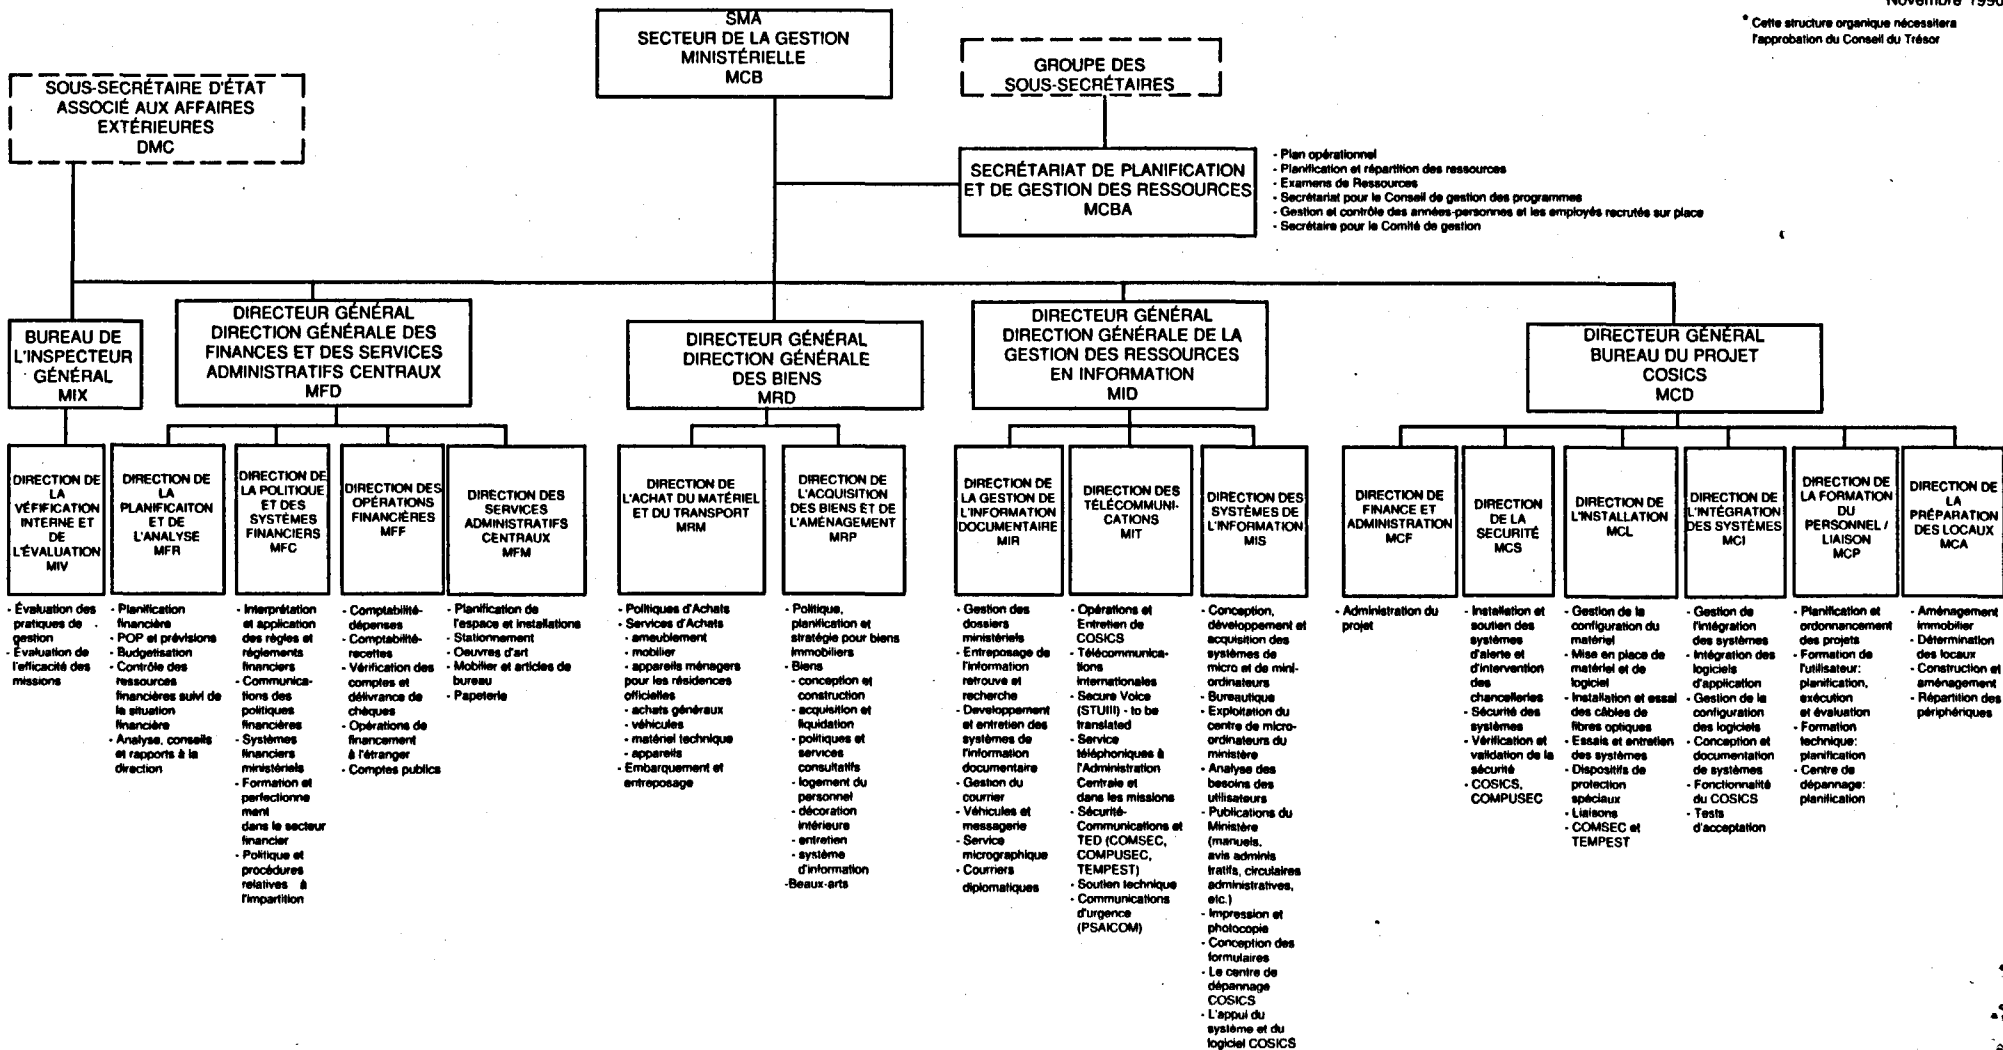 Novembre 1990
* Cette structure organique nécessitera
l'approbation du Conseil du Trésor
SMA
SECTEUR DE LA GESTION
MINISTÉRIELLE
MCB
GROUPE DES
SOUS-SECRÉTAIRES
SOUS-SECRÉTAIRE D'ÉTAT
ASSOCIÉ AUX AFFAIRES
EXTÉRIEURES
DMC
SECRÉTARIAT DE PLANIFICATION
ET DE GESTION DES RESSOURCES
MCBA
- Plan opérationnel
- Planification et répartition des ressources
- Examens de Ressources
- Secrétariat pour le Conseil de gestion des programmes
- Gestion et contrôle des années-personnes et les employés recrutés sur place
- Secrétaire pour le Comité de gestion
BUREAU DE
L'INSPECTEUR
GÉNÉRAL
MIX
DIRECTEUR GÉNÉRAL
DIRECTION GÉNÉRALE DES
FINANCES ET DES SERVICES
ADMINISTRATIFS CENTRAUX
MFD
DIRECTEUR GÉNÉRAL
DIRECTION GÉNÉRALE
DES BIENS
MRD
DIRECTEUR GÉNÉRAL
DIRECTION GÉNÉRALE DE LA
GESTION DES RESSOURCES
EN INFORMATION
MID
DIRECTEUR GÉNÉRAL
BUREAU DU PROJET
COSICS
MCD
DIRECTION DE
LA
VÉFIFICATION
INTERNE ET
DE
L'ÉVALUATION
MIV
- Évaluation des
pratiques de
gestion
- Évaluation de
l'efficacité des
missions
DIRECTION DE
LA
PLANIFICAITON
ET DE
L'ANALYSE
MFR
- Planification
financière
- POP et prévisions
- Budgetisation
- Contrôle des
ressources
financières suivi de
la situation
financière
- Analyse, conseils
et rapports à la
direction
DIRECTION DE
LA POLITIQUE
ET DES
SYSTÈMES
FINANCIERS
MFC
- Interprétation
et application
des règles et
règlements
financiers
- Communica-
tions des
politiques
financières
- Systèmes
financiers
ministériels
- Formation et
perfectionne
ment
dans le secteur
financier
- Politique et
procédures
relatives à
l'impartition
DIRECTION DES
OPÉRATIONS
FINANCIÈRES
MFF
- Comptabilité-
dépenses
- Comptabilité-
recettes
- Vérification des
comptes et
délivrance de
chèques
- Opérations de
financement
à l'étranger
- Comptes publics
DIRECTION DES
SERVICES
ADMINISTRATIFS
CENTRAUX
MFM
- Planification de
l'espace et installations
- Stationnement
- Oeuvres d'art
- Mobilier et articles de
bureau
- Papeterie
DIRECTION DE
L'ACHAT DU MATÉRIEL
ET DU TRANSPORT
MRM
- Politiques d'Achats
- Services d'Achats
- ameublement
- mobilier
- appareils ménagers
pour les résidences
officielles
- achats généraux
- véhicules
- matériel technique
- appareils
- Embarquement et
entreposage
DIRECTION DE
L'ACQUISITION
DES BIENS ET DE
L'AMÉNAGEMENT
MRP
- Politique,
planification et
stratégie pour biens
immobiliers
- Biens
- conception et
construction
- acquisition et
liquidation
- politiques et
services
consultatifs
- logement du
personnel
- décoration
intérieure
- entretien
- système
d'information
-Beaux-arts
DIRECTION DE
LA GESTION DE
L'INFORMATION
DOCUMENTAIRE
MIR
- Gestion des
dossiers
ministériels
- Entreposage de
l'information
retrouve et
recherche
- Developpement
et entretien des
systèmes de
l'information
documentaire
- Gestion du
courrier
- Véhicules et
messagerie
- Service
micrographique
- Courriers
diplomatiques
DIRECTION DES
TÉLÉCOMMUNI-
CATIONS
MIT
- Opérations et
Entretien de
COSICS
- Télécommunica-
tions
internationales
- Secure Voice
(STUIII) - to be
translated
- Service
téléphoniques à
l'Administration
Centrale et
dans les missions
- Sécurité-
Communications et
TED (COMSEC,
COMPUSEC,
TEMPEST)
- Soutien technique
- Communications
d'urgence
(PSAICOM)
DIRECTION DES
SYSTÈMES DE
L'INFORMATION
MIS
- Conception,
développement et
acquisition des
systèmes de
micro et de mini-
ordinateurs
- Bureautique
- Exploitation du
centre de micro-
ordinateurs du
ministère
- Analyse des
besoins des
utilisateurs
- Publications du
Ministère
(manuels,
avis adminis
tratifs, circulaires
administratives,
etc.)
- Impression et
photocopie
- Conception des
formulaires
- Le centre de
dépannage
COSICS
- L'appui du
système et du
logiciel COSICS
DIRECTION DE
FINANCE ET
ADMINISTRATION
MCF
- Administration du
projet
DIRECTION
DE LA
SECURITÉ
MCS
- Installation et
soutien des
systèmes
d'alerte et
d'intervention
des
chancelleries
- Sécurité des
systèmes
- Vérification et
validation de la
sécurité
- COSICS,
COMPUSEC
DIRECTION DE
L'INSTALLATION
MCL
- Gestion de la
configuration du
matériel
- Mise en place de
matériel et de
logiciel
- Installation et essai
des câbles de
fibres optiques
- Essais et entretien
des systèmes
- Dispositifs de
protection
spéciaux
- Liaisons
- COMSEC et
TEMPEST
DIRECTION DE
L'INTÉGRATION
DES SYSTÈMES
MCI
- Gestion de
l'intégration
des systèmes
- Intégration des
logiciels
d'application
- Gestion de la
configuration
des logiciels
- Conception et
documentation
de systèmes
- Fonctionnalité
du COSICS
- Tests
d'acceptation
DIRECTION DE
LA FORMATION
DU
PERSONNEL /
LIAISON
MCP
- Planification et
ordonnancement
des projets
- Formation de
l'utilisateur:
planification,
exécution
et évaluation
- Formation
technique:
planification
- Centre de
dépannage:
planification
DIRECTION DE
LA
PRÉPARATION
DES LOCAUX
MCA
- Aménagement
immobilier
- Détermination
des locaux
- Construction et
aménagement
- Répartition des
périphériques